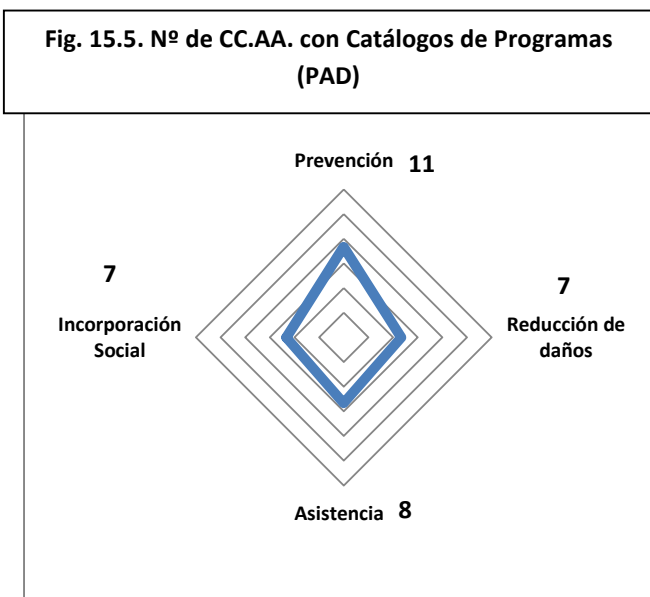 Fig. 15.5. Nº de CC.AA. con Catálogos de Programas
(PAD)
Prevención 11
7
Reducción de
daños
Asistencia 8
7
Incorporación
Social